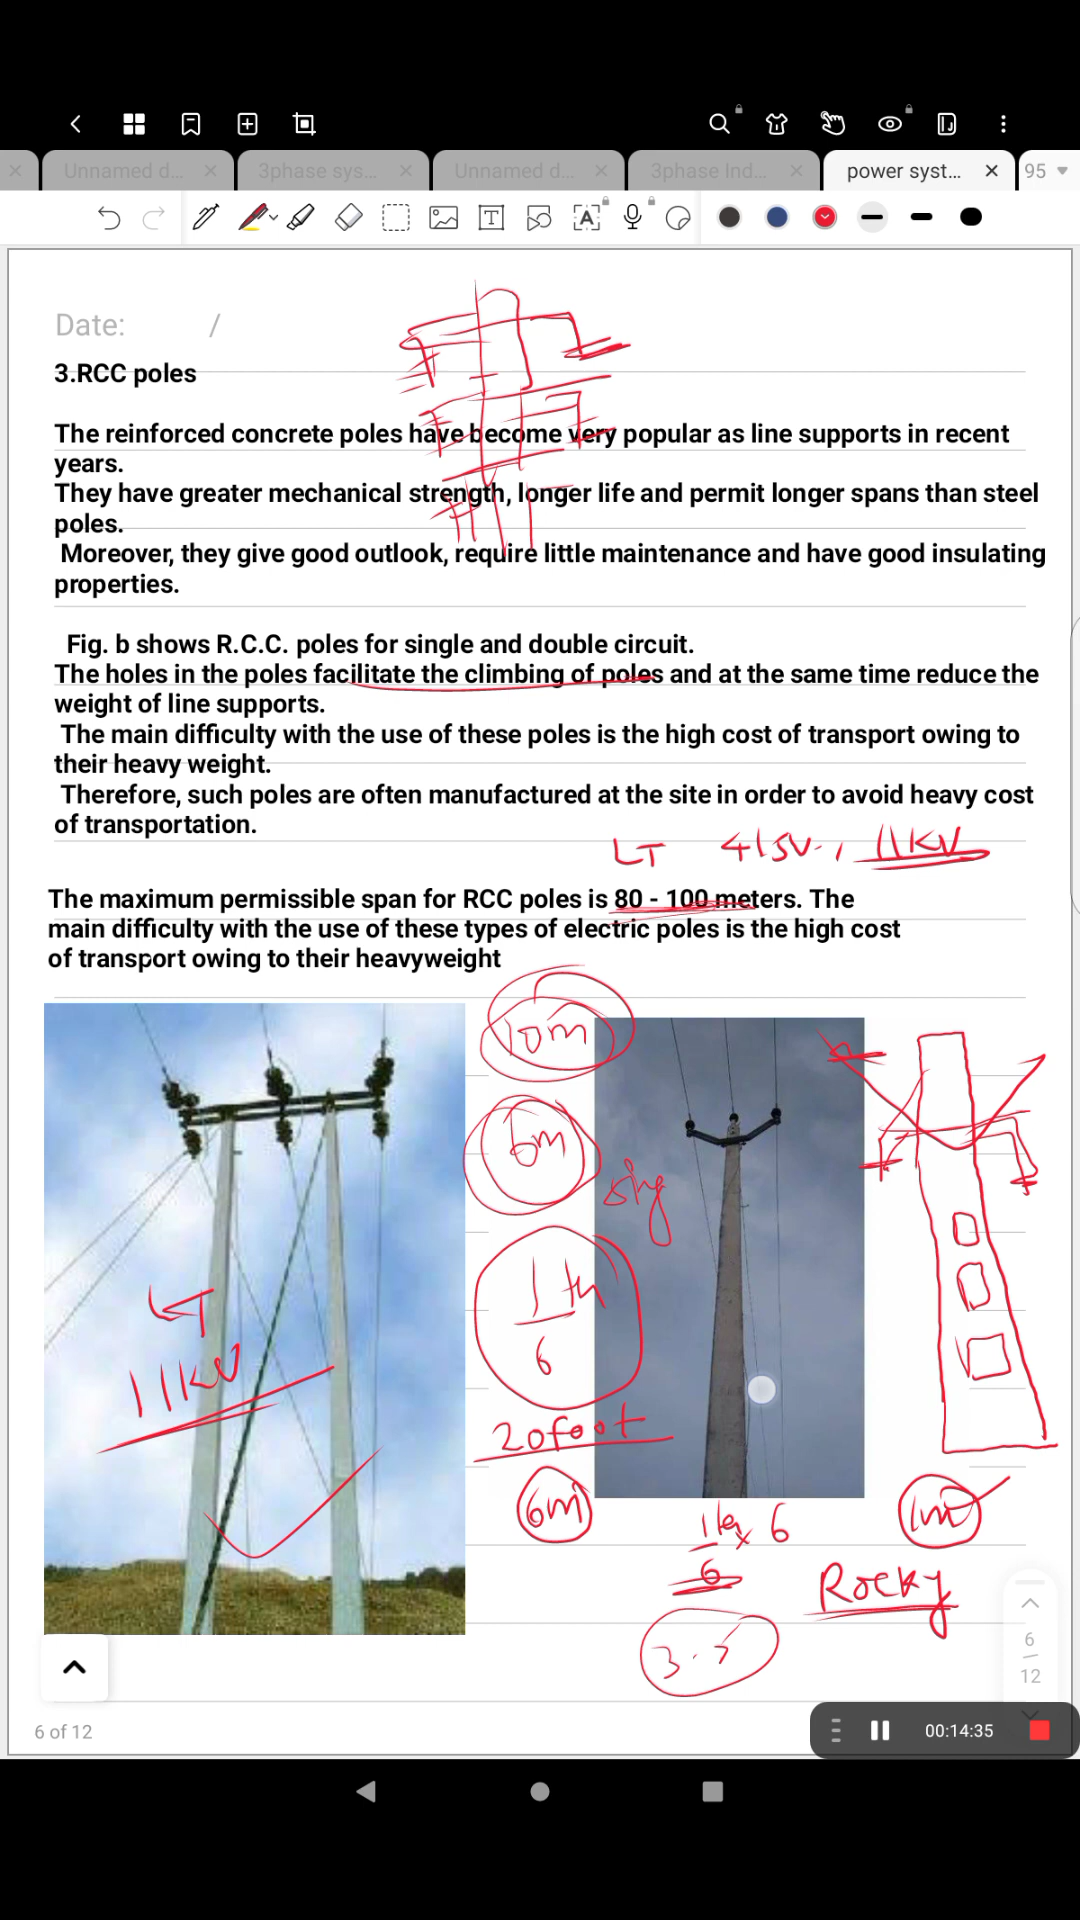 Unnamed d...
3phase sys...
Unnamed d...
3phase Ind...
power syst...
95
Date: /
3.RCC poles
The reinforced concrete poles have become very popular as line supports in recent
years.
They have greater mechanical strength, longer life and permit longer spans than steel
poles.
Moreover, they give good outlook, require little maintenance and have good insulating
properties.
Fig. b shows R.C.C. poles for single and double circuit.
The holes in the poles facilitate the climbing of poles and at the same time reduce the
weight of line supports.
The main difficulty with the use of these poles is the high cost of transport owing to
their heavy weight.
Therefore, such poles are often manufactured at the site in order to avoid heavy cost
of transportation.
LT 415V, 11KV
The maximum permissible span for RCC poles is 80 - 100 meters. The
main difficulty with the use of these types of electric poles is the high cost
of transport owing to their heavyweight
10m
6m
sing
1th
6
LT
11KV
20foot
6m
1m
6
6
Rocky
3.5
6
12
6 of 12
00:14:35